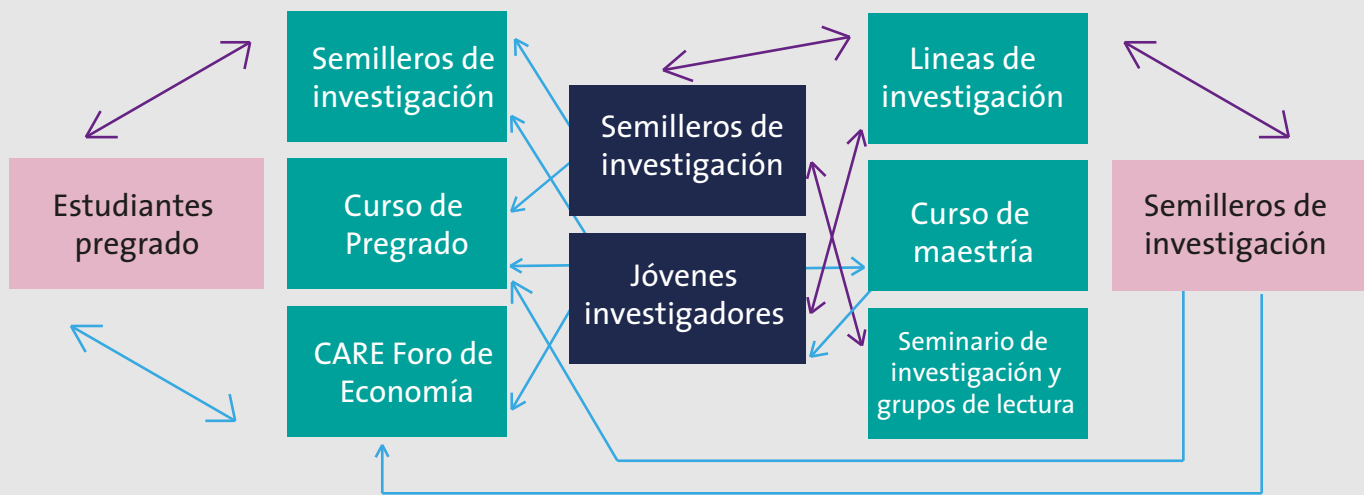 Estudiantes
pregrado
Semilleros de
investigación
Curso de
Pregrado
CARE Foro de
Economía
Semilleros de
investigación
Jóvenes
investigadores
Lineas de
investigación
Curso de
maestría
Seminario de
investigación y
grupos de lectura
Semilleros de
investigación